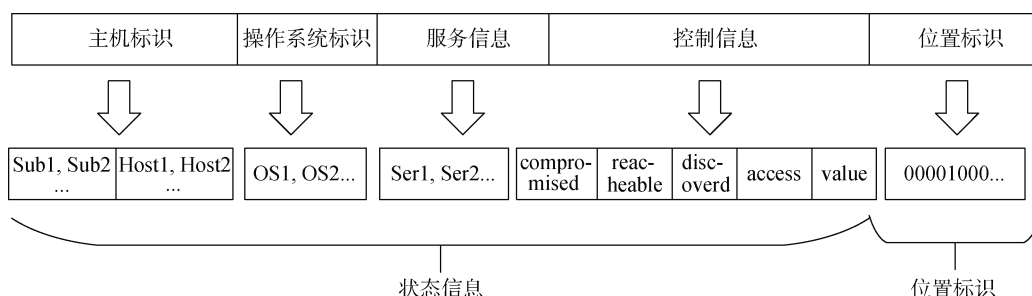 主机标识 操作系统标识 服务信息 控制信息 位置标识
Sub1, Sub2 ... Host1, Host2 ... OS1, OS2... Ser1, Ser2... compro-mised reac-heable disc-overd access value 00001000...
状态信息 位置标识